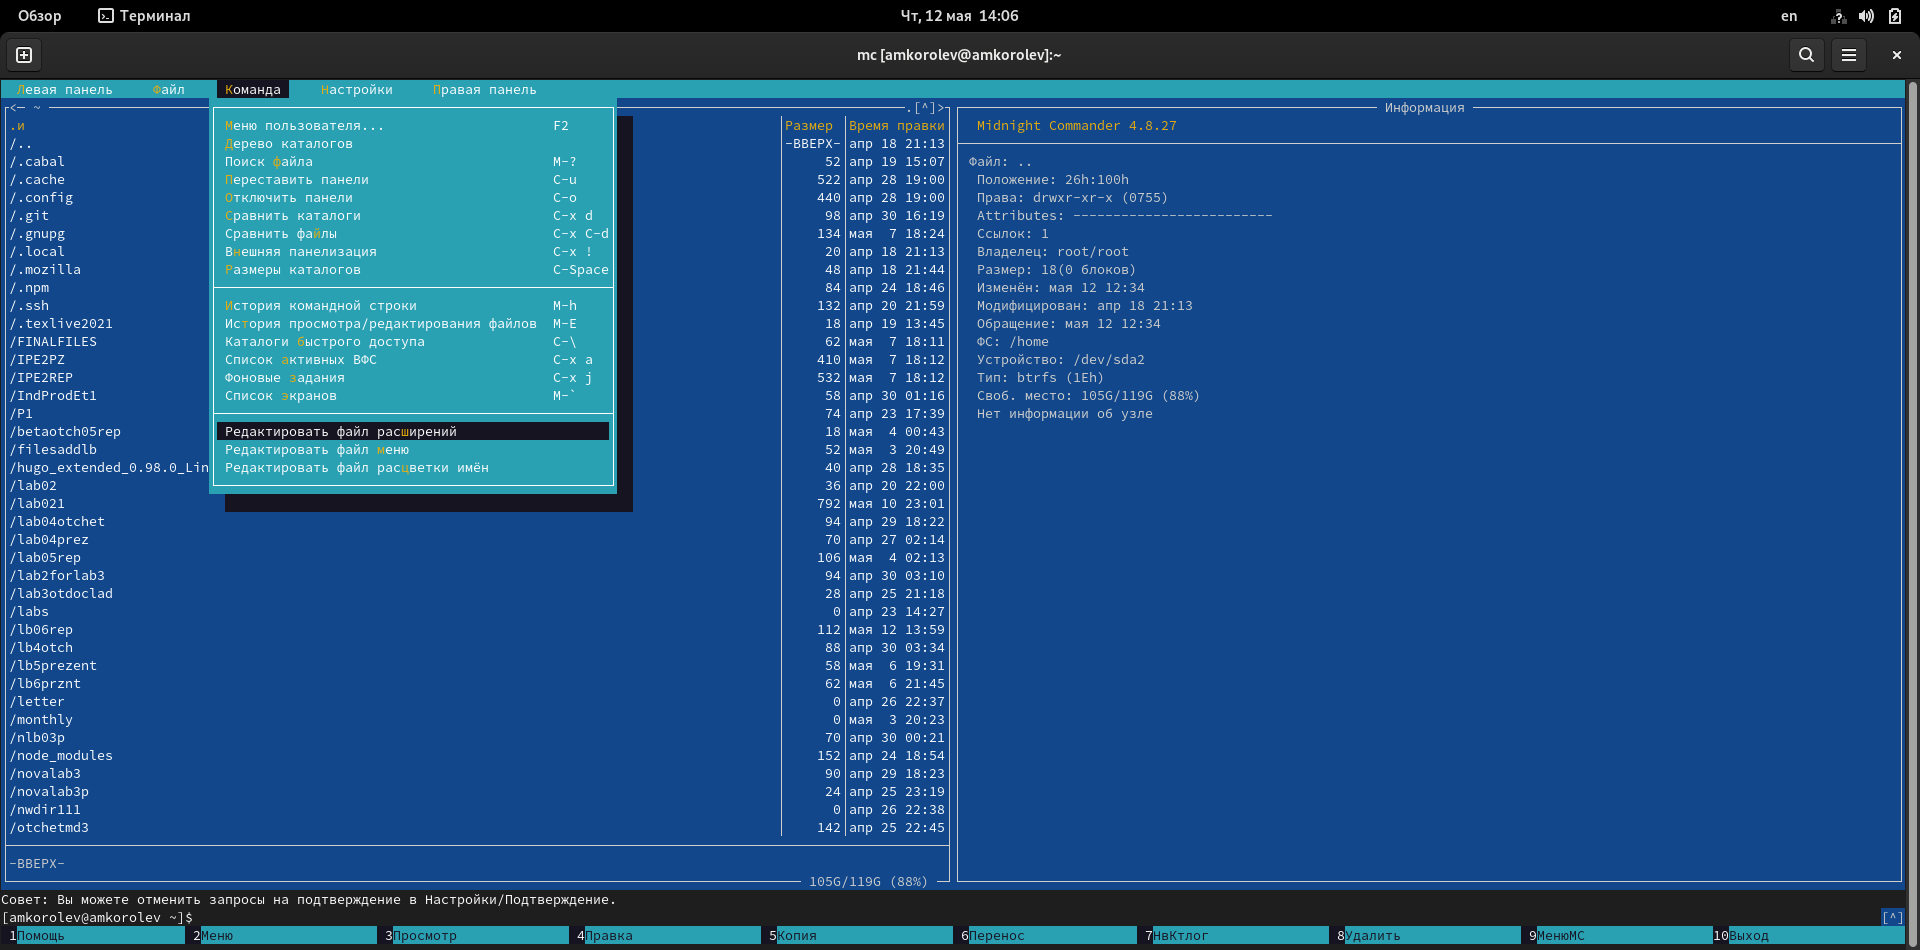 Обзор Терминал Чт, 12 мая 14:06 en
mc [amkorolev@amkorolev]:~
Левая панель Файл Команда Настройки Правая панель
<— ~ .[^]>
.и Размер Время правки
/.. -ВВЕРХ- апр 18 21:13
/.cabal 52 апр 19 15:07
/.cache 522 апр 28 19:00
/.config 440 апр 28 19:00
/.git 98 апр 30 16:19
/.gnupg 134 мая 7 18:24
/.local 20 апр 18 21:13
/.mozilla 48 апр 18 21:44
/.npm 84 апр 24 18:46
/.ssh 132 апр 20 21:59
/.texlive2021 18 апр 19 13:45
/FINALFILES 62 мая 7 18:11
/IPE2PZ 410 мая 7 18:12
/IPE2REP 532 мая 7 18:12
/IndProdEt1 58 апр 30 01:16
/P1 74 апр 23 17:39
/betaotch05rep 18 мая 4 00:43
/filesaddlb 52 мая 3 20:49
/hugo_extended_0.98.0_Lin 40 апр 28 18:35
/lab02 36 апр 20 22:00
/lab021 792 мая 10 23:01
/lab04otchet 94 апр 29 18:22
/lab04prez 70 апр 27 02:14
/lab05rep 106 мая 4 02:13
/lab2forlab3 94 апр 30 03:10
/lab3otdoclad 28 апр 25 21:18
/labs 0 апр 23 14:27
/lb06rep 112 мая 12 13:59
/lb4otch 88 апр 30 03:34
/lb5prezent 58 мая 6 19:31
/lb6prznt 62 мая 6 21:45
/letter 0 апр 26 22:37
/monthly 0 мая 3 20:23
/nlb03p 70 апр 30 00:21
/node_modules 152 апр 24 18:54
/novalab3 90 апр 29 18:23
/novalab3p 24 апр 25 23:19
/nwdir111 0 апр 26 22:38
/otchetmd3 142 апр 25 22:45
-ВВЕРХ-
105G/119G (88%)
Меню пользователя... F2
Дерево каталогов
Поиск файла M-?
Переставить панели C-u
Отключить панели C-o
Сравнить каталоги C-x d
Сравнить файлы C-x C-d
Внешняя панелизация C-x !
Размеры каталогов C-Space
История командной строки M-h
История просмотра/редактирования файлов M-E
Каталоги быстрого доступа C-\
Список активных ВФС C-x a
Фоновые задания C-x j
Список экранов M-`
Редактировать файл расширений
Редактировать файл меню
Редактировать файл расцветки имён
Информация
Midnight Commander 4.8.27
Файл: ..
Положение: 26h:100h
Права: drwxr-xr-x (0755)
Attributes: -------------------------
Ссылок: 1
Владелец: root/root
Размер: 18(0 блоков)
Изменён: мая 12 12:34
Модифицирован: апр 18 21:13
Обращение: мая 12 12:34
ФС: /home
Устройство: /dev/sda2
Тип: btrfs (1Eh)
Своб. место: 105G/119G (88%)
Нет информации об узле
Совет: Вы можете отменить запросы на подтверждение в Настройки/Подтверждение.
[amkorolev@amkorolev ~]$ [^]
1Помощь 2Меню 3Просмотр 4Правка 5Копия 6Перенос 7НвКтлог 8Удалить 9МенюMC 10Выход